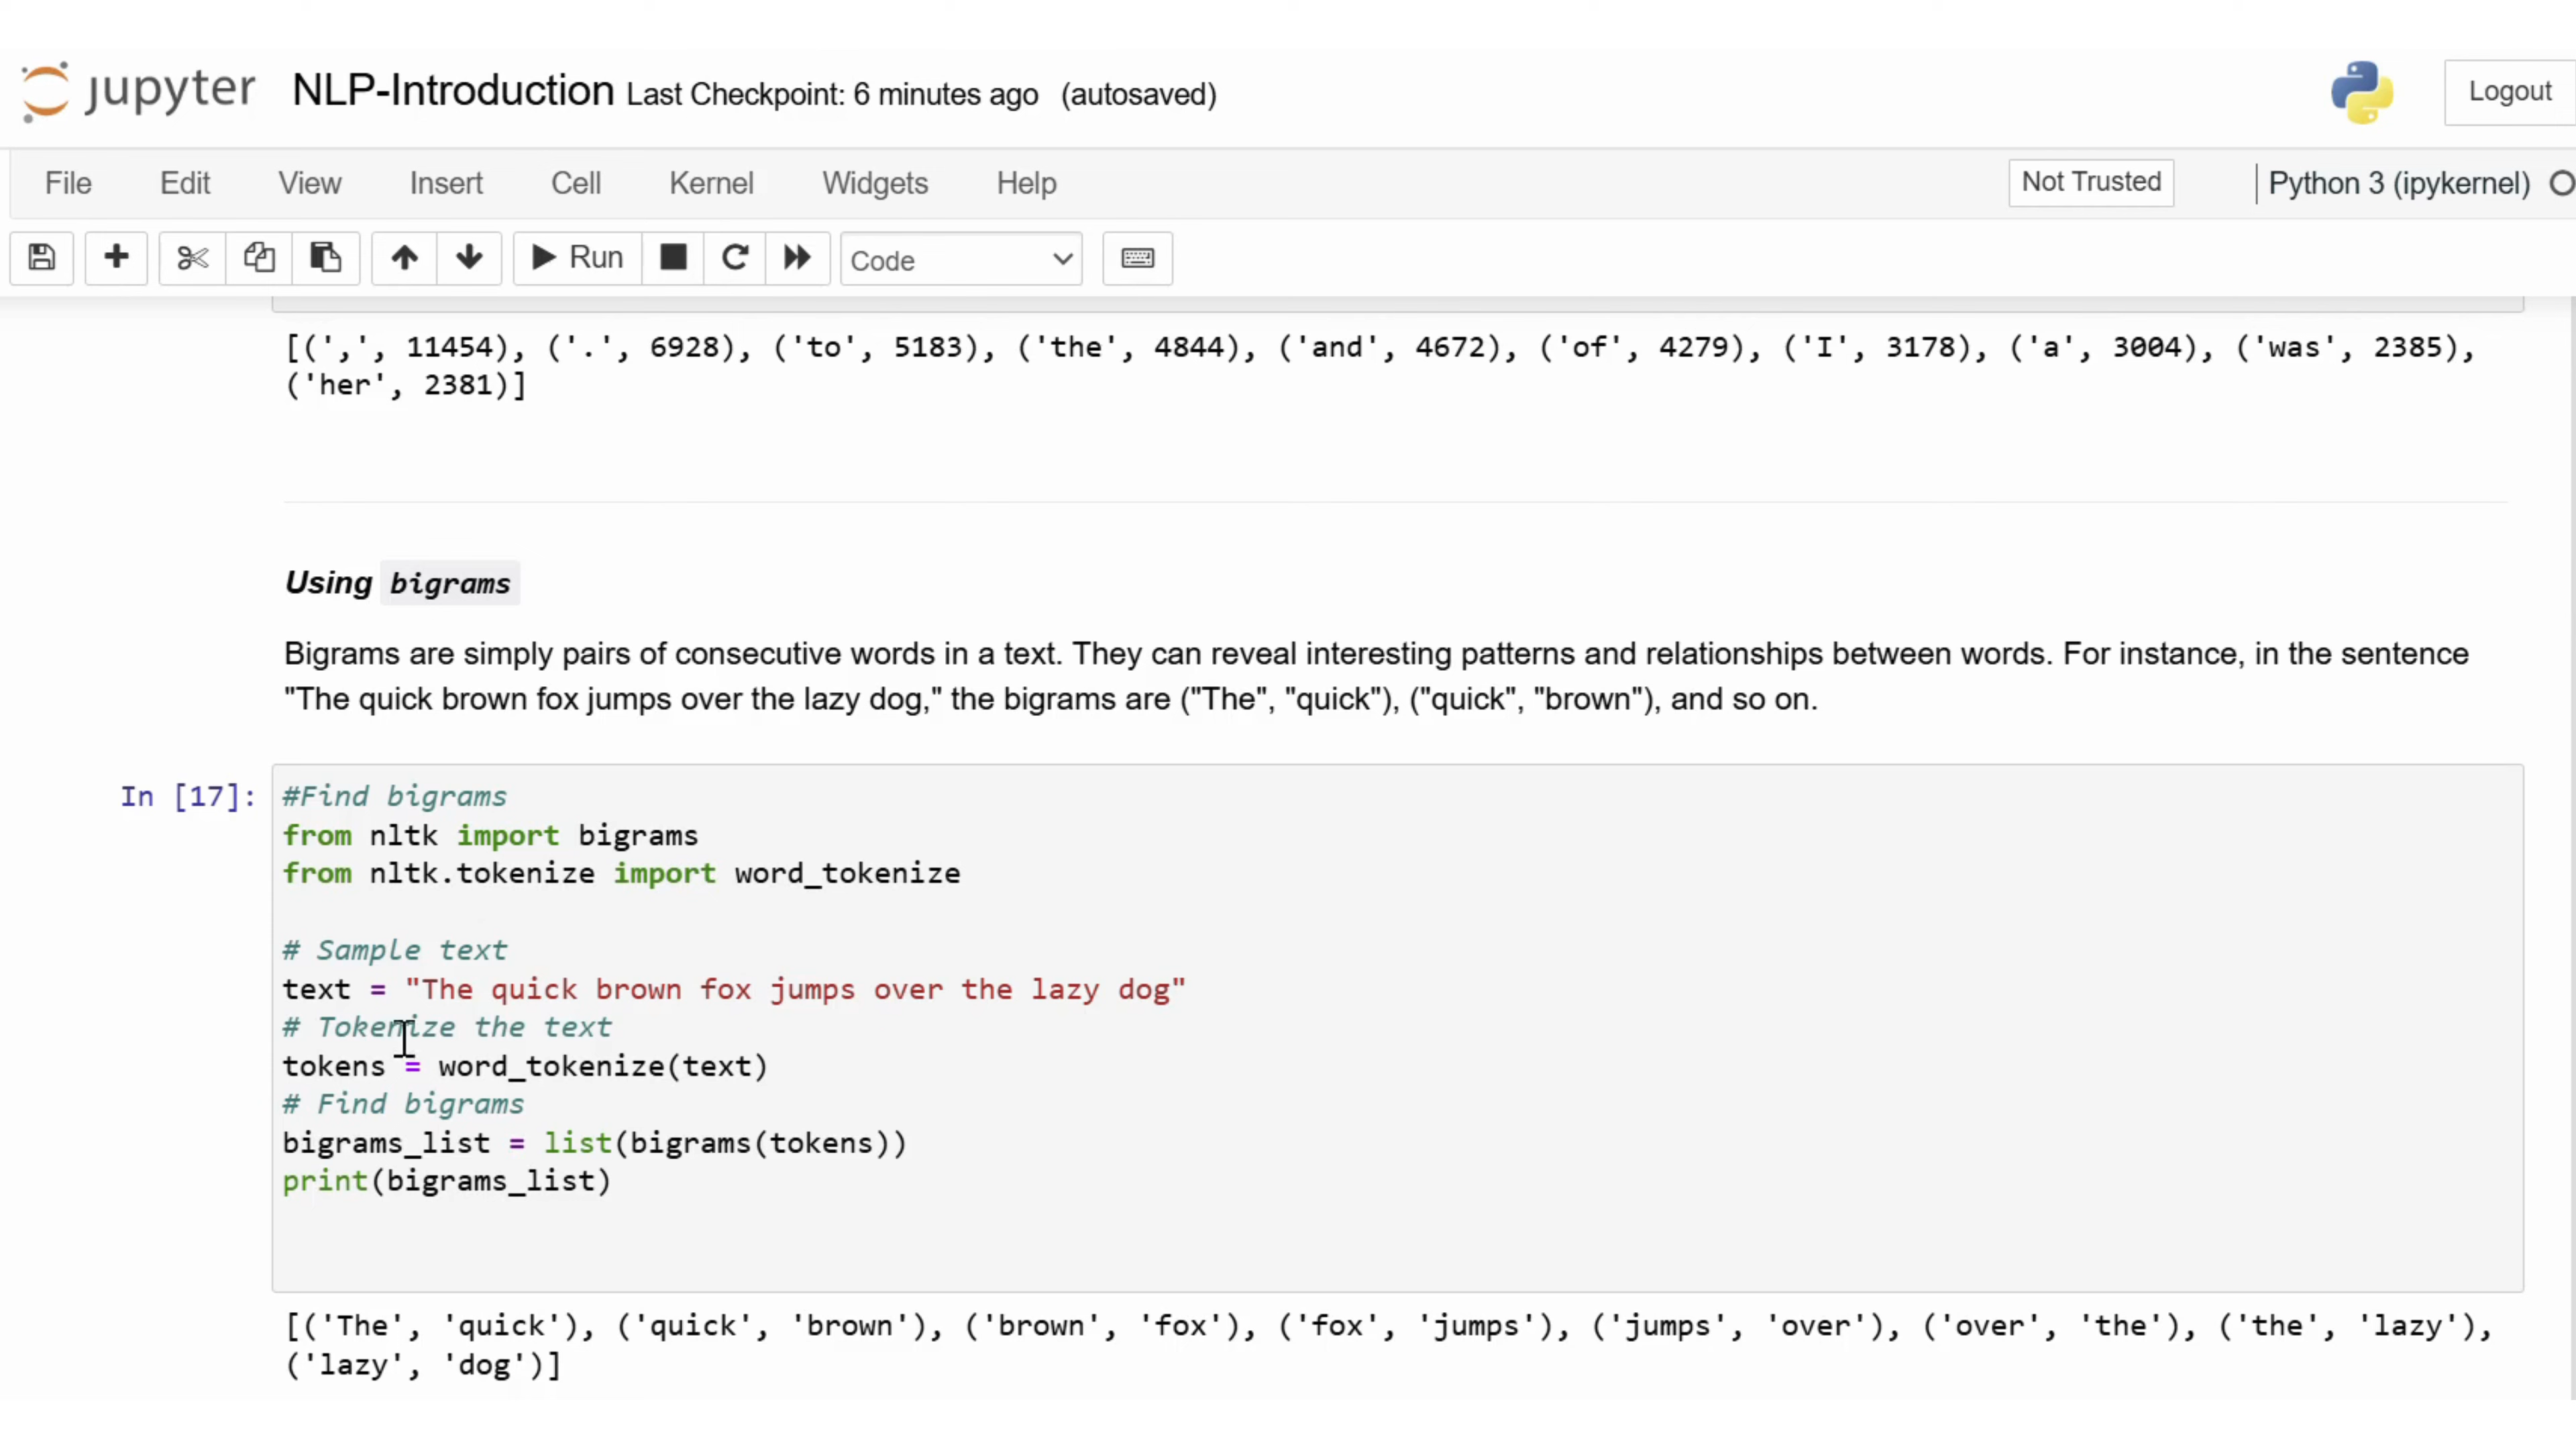 jupyter NLP-Introduction Last Checkpoint: 6 minutes ago (autosaved) Logout
File Edit View Insert Cell Kernel Widgets Help Not Trusted Python 3 (ipykernel)
Run Code
[(',', 11454), ('.', 6928), ('to', 5183), ('the', 4844), ('and', 4672), ('of', 4279), ('I', 3178), ('a', 3004), ('was', 2385),
('her', 2381)]
Using bigrams
Bigrams are simply pairs of consecutive words in a text. They can reveal interesting patterns and relationships between words. For instance, in the sentence
"The quick brown fox jumps over the lazy dog," the bigrams are ("The", "quick"), ("quick", "brown"), and so on.
In [17]: #Find bigrams
from nltk import bigrams
from nltk.tokenize import word_tokenize
# Sample text
text = "The quick brown fox jumps over the lazy dog"
# Tokenize the text
tokens = word_tokenize(text)
# Find bigrams
bigrams_list = list(bigrams(tokens))
print(bigrams_list)
[('The', 'quick'), ('quick', 'brown'), ('brown', 'fox'), ('fox', 'jumps'), ('jumps', 'over'), ('over', 'the'), ('the', 'lazy'),
('lazy', 'dog')]